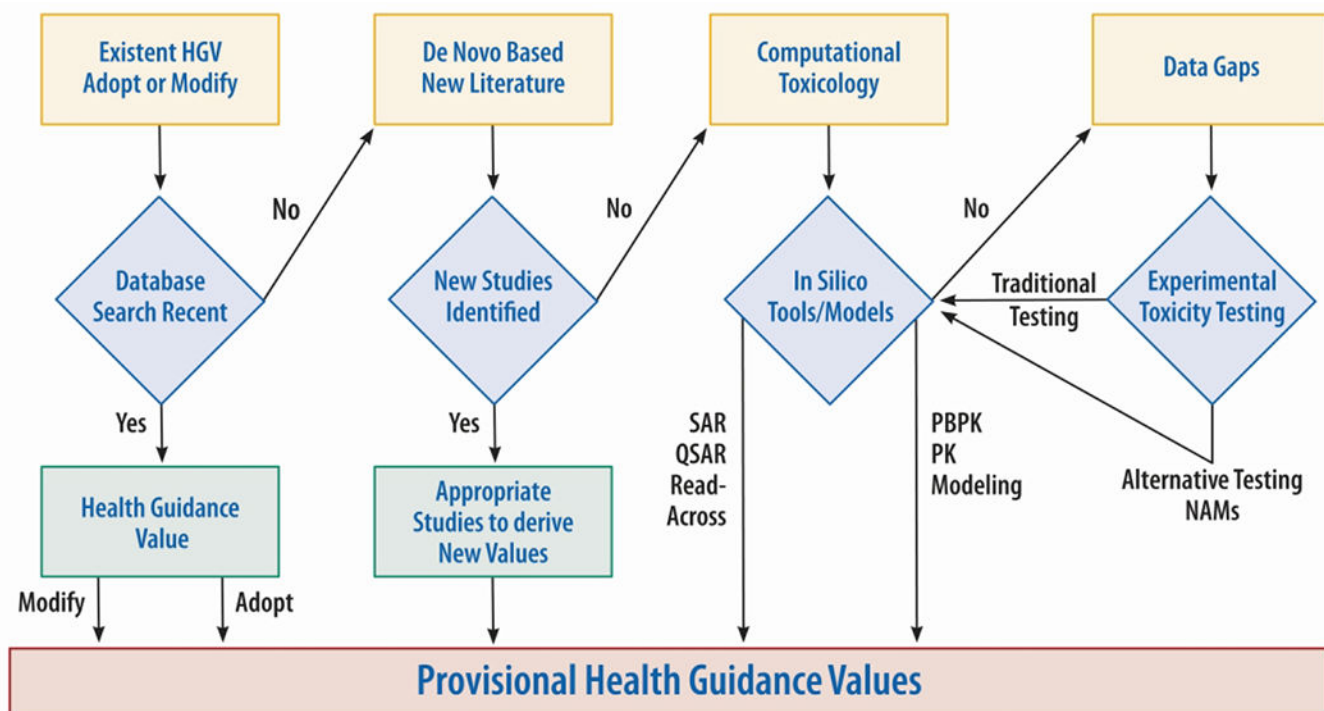 Existent HGV
Adopt or Modify
De Novo Based
New Literature
Computational
Toxicology
Data Gaps
No
No
No
Database
Search Recent
New Studies
Identified
In Silico
Tools/Models
Traditional
Testing
Experimental
Toxicity Testing
Yes
Yes
SAR
QSAR
Read-
Across
PBPK
PK
Modeling
Alternative Testing
NAMs
Health Guidance
Value
Appropriate
Studies to derive
New Values
Modify
Adopt
Provisional Health Guidance Values